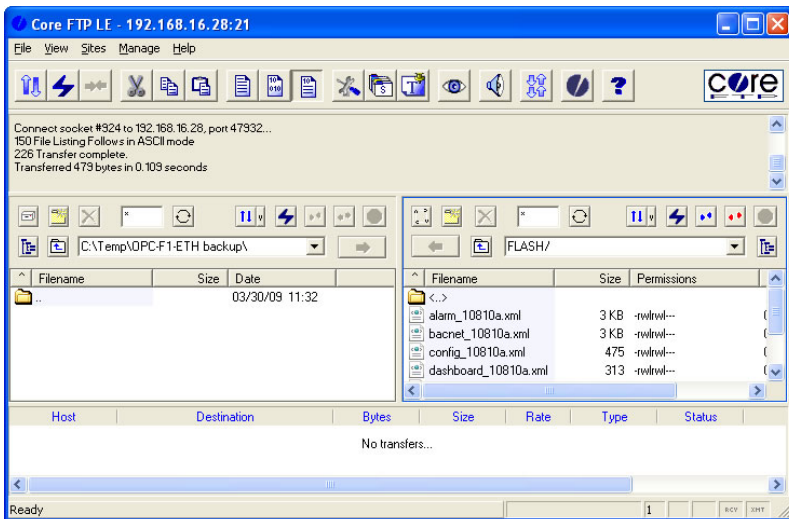 Core FTP LE - 192.168.16.28:21
File View Sites Manage Help
core
Connect socket #924 to 192.168.16.28, port 47932...
150 File Listing Follows in ASCII mode
226 Transfer complete.
Transferred 479 bytes in 0.109 seconds
C:\Temp\OPC-F1-ETH backup\
FLASH/
^ Filename Size Date
.. 03/30/09 11:32
^ Filename Size Permissions
<..>
alarm_10810a.xml 3 KB -rwlrwl---
bacnet_10810a.xml 3 KB -rwlrwl---
config_10810a.xml 475 -rwlrwl---
dashboard_10810a.xml 313 -rwlrwl---
Host Destination Bytes Size Rate Type Status
No transfers...
Ready 1 RCV XMT